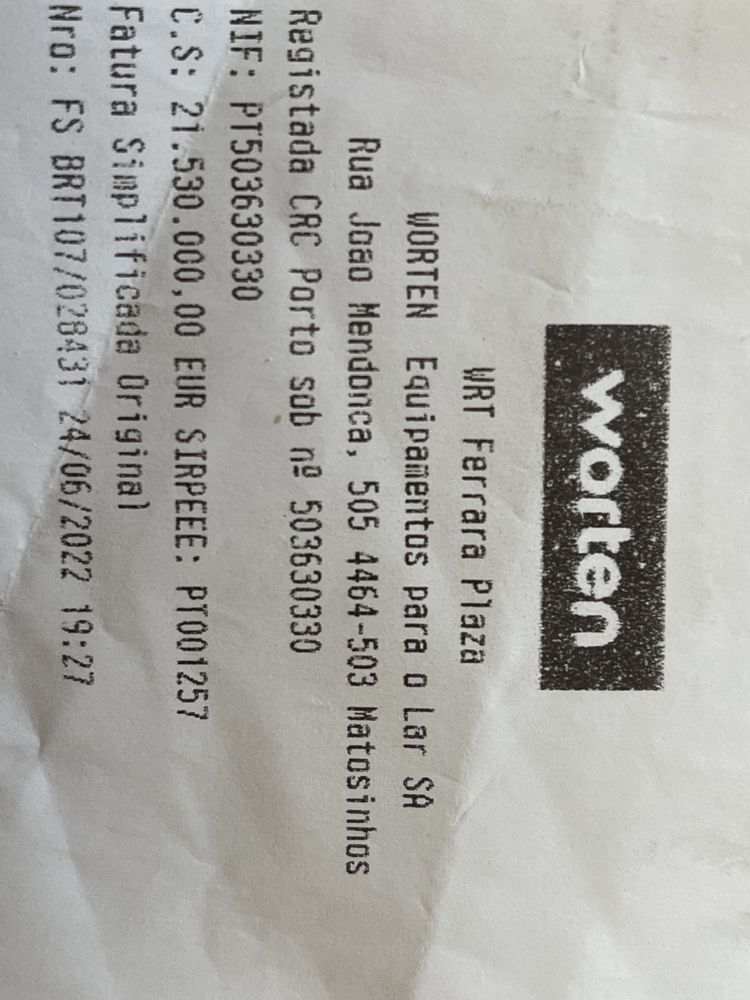 worten
WRT Ferrara Plaza
WORTEN Equipamentos para o Lar SA
Rua Joao Mendonca, 505 4464-503 Matosinhos
Registada CRC Porto sob nº 503630330
NIF: PT503630330
C.S: 21.530.000,00 EUR SIRPEEE: PT001257
Fatura Simplificada Original
Nro: FS BRT107/028431 24/06/2022 19:27